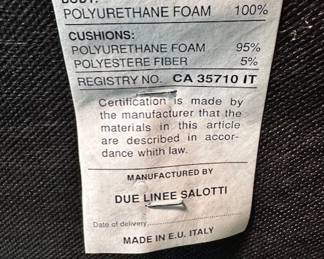 BODY:
POLYURETHANE FOAM 100%
CUSHIONS:
POLYURETHANE FOAM 95%
POLYESTERE FIBER 5%
REGISTRY NO. CA 35710 IT
Certification is made by
the manufacturer that the
materials in this article
are described in accor-
dance whith law.
MANUFACTURED BY
DUE LINEE SALOTTI
Date of delivery
MADE IN E.U. ITALY